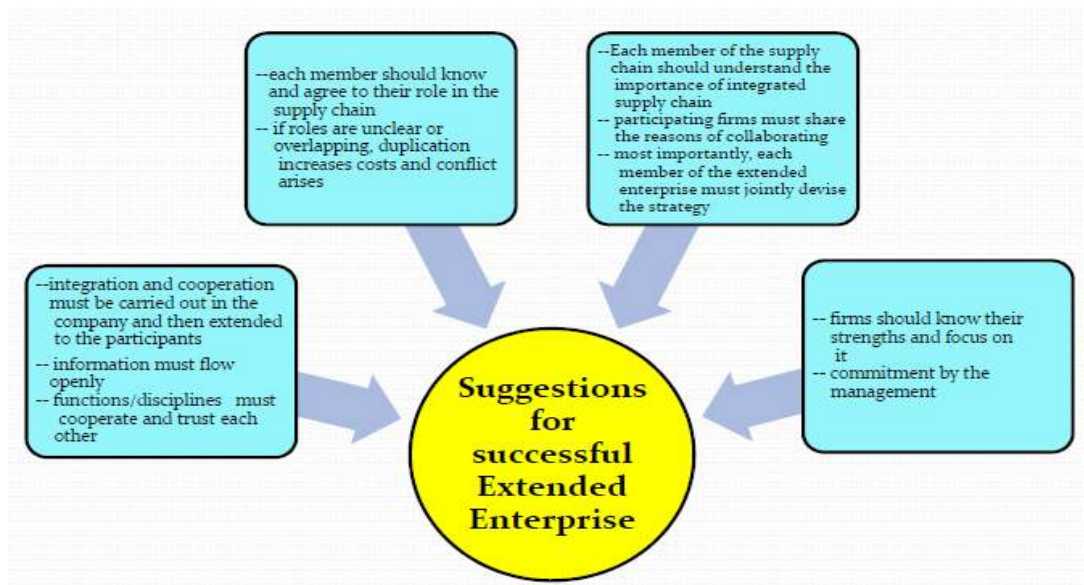 --each member should know
and agree to their role in the
supply chain
-- if roles are unclear or
overlapping, duplication
increases costs and conflict
arises
--Each member of the supply
chain should understand the
importance of integrated
supply chain
-- participating firms must share
the reasons of collaborating
-- most importantly, each
member of the extended
enterprise must jointly devise
the strategy
--integration and cooperation
must be carried out in the
company and then extended
to the participants
-- information must flow
openly
-- functions/disciplines must
cooperate and trust each
other
-- firms should know their
strengths and focus on
it
-- commitment by the
management
Suggestions
for
successful
Extended
Enterprise